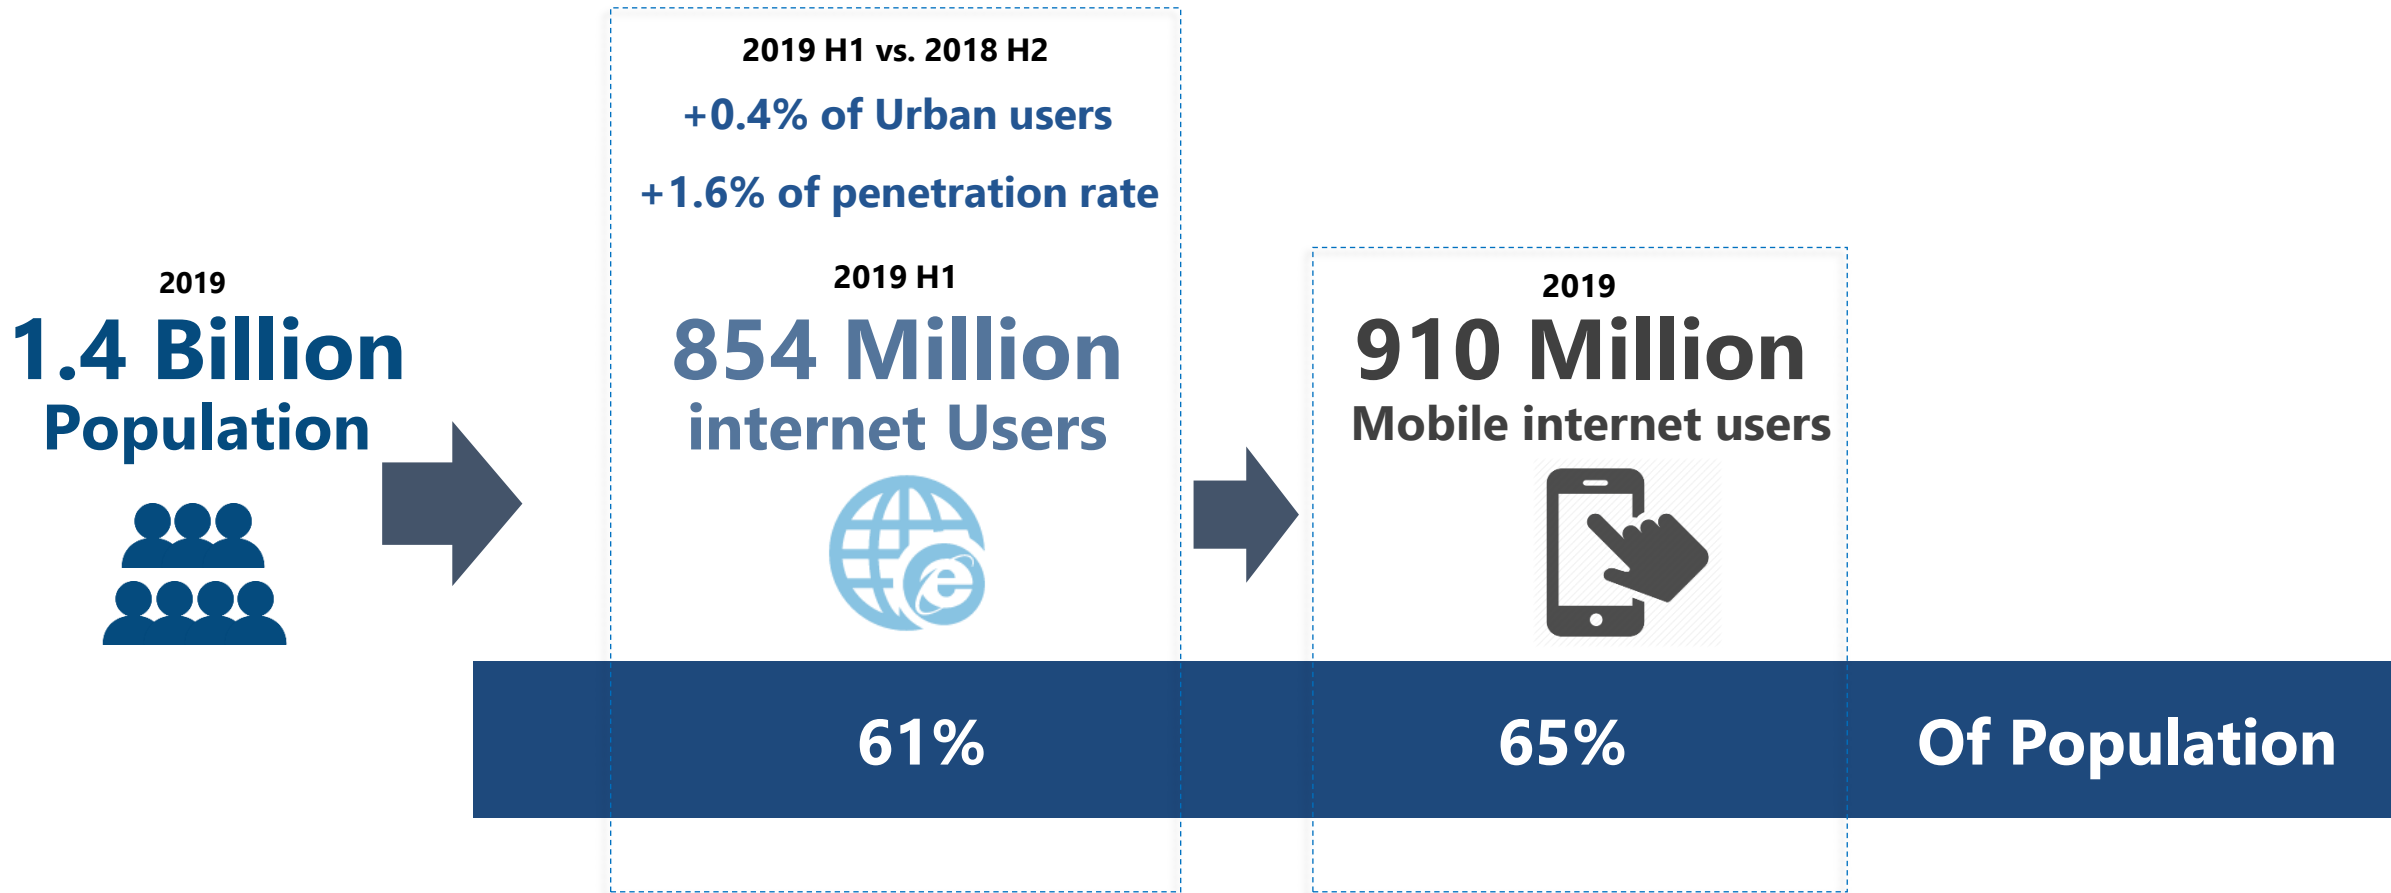 2019
1.4 Billion
Population
2019 H1 vs. 2018 H2
+0.4% of Urban users
+1.6% of penetration rate
2019 H1
854 Million
internet Users
2019
910 Million
Mobile internet users
61%
65%
Of Population